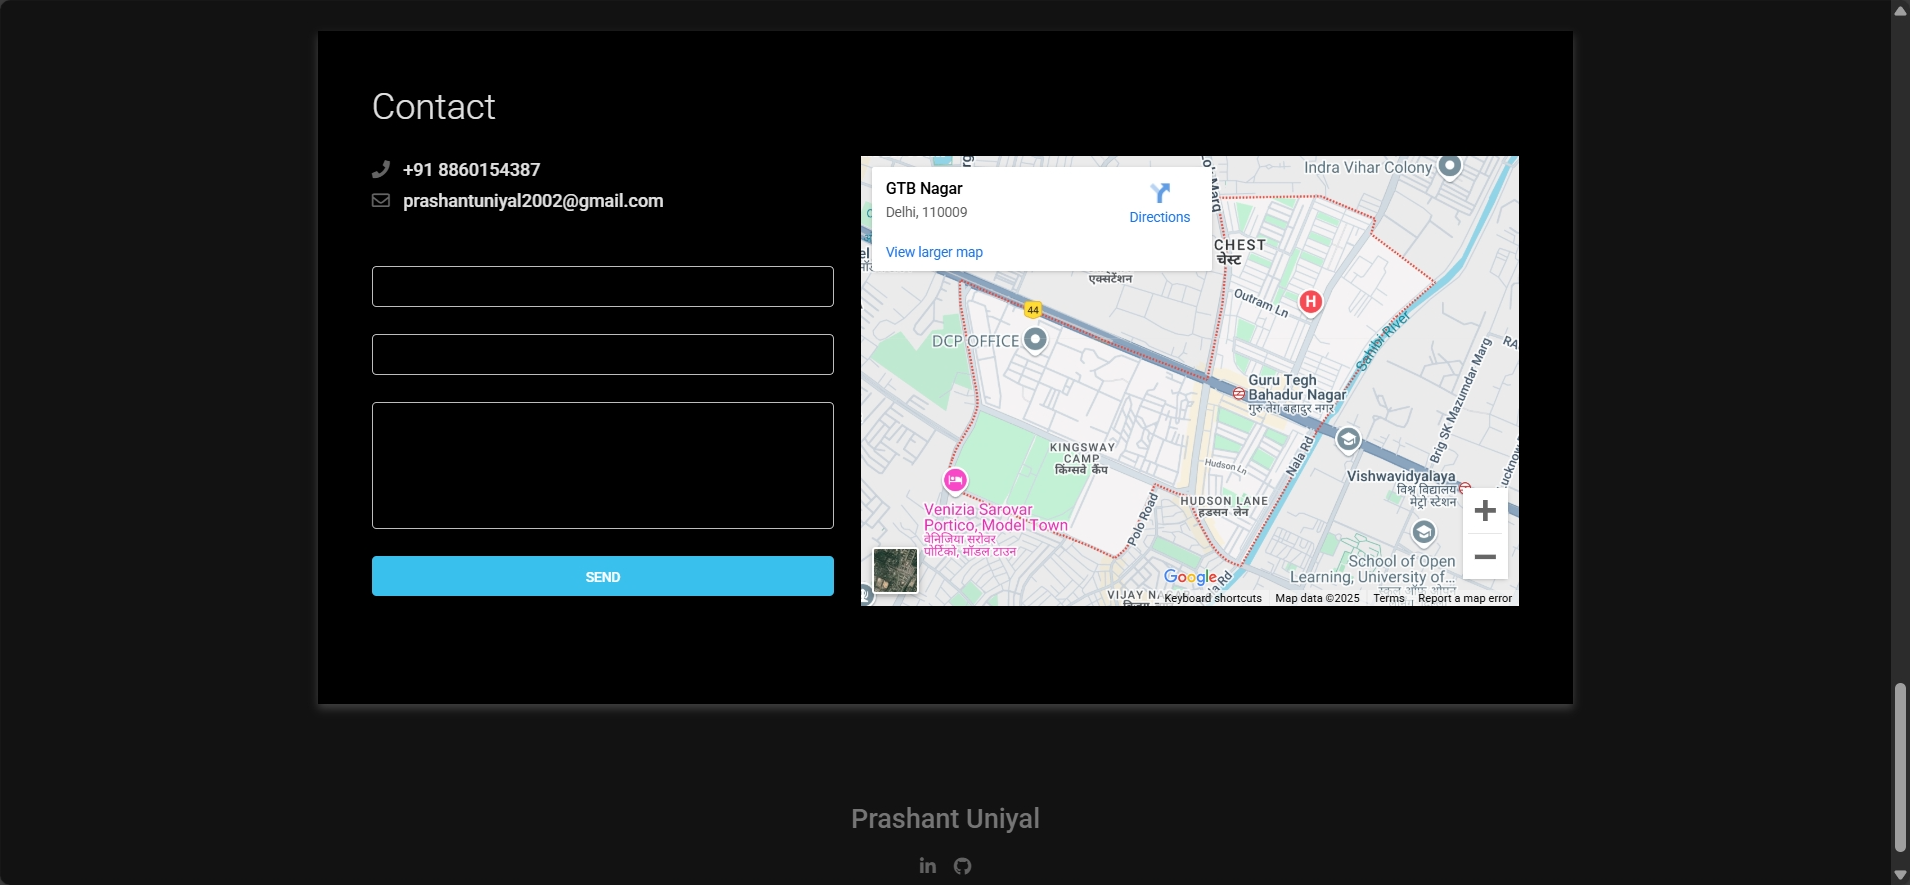 Contact
+91 8860154387
prashantuniyal2002@gmail.com
SEND
GTB Nagar
Delhi, 110009
Directions
View larger map
Indra Vihar Colony
CHEST
चेस्ट
एक्सटेंशन
Outram Ln
H
44
DCP OFFICE
Sahibi River
Brig SK Mazumdar Marg
Guru Tegh
Bahadur Nagar
गुरु तेग़ बहादुर नगर
KINGSWAY
CAMP
किंग्सवे कैंप
Hudson Ln
Nala Rd
Vishwavidyalaya
विश्व विद्यालय
मेट्रो स्टेशन
HUDSON LANE
हडसन लेन
Polo Road
Venizia Sarovar
Portico, Model Town
वेनिजिया सरोवर
पोर्टिको, मॉडल टाउन
School of Open
Learning, University of...
Google
Keyboard shortcuts
Map data ©2025
Terms
Report a map error
Prashant Uniyal
in